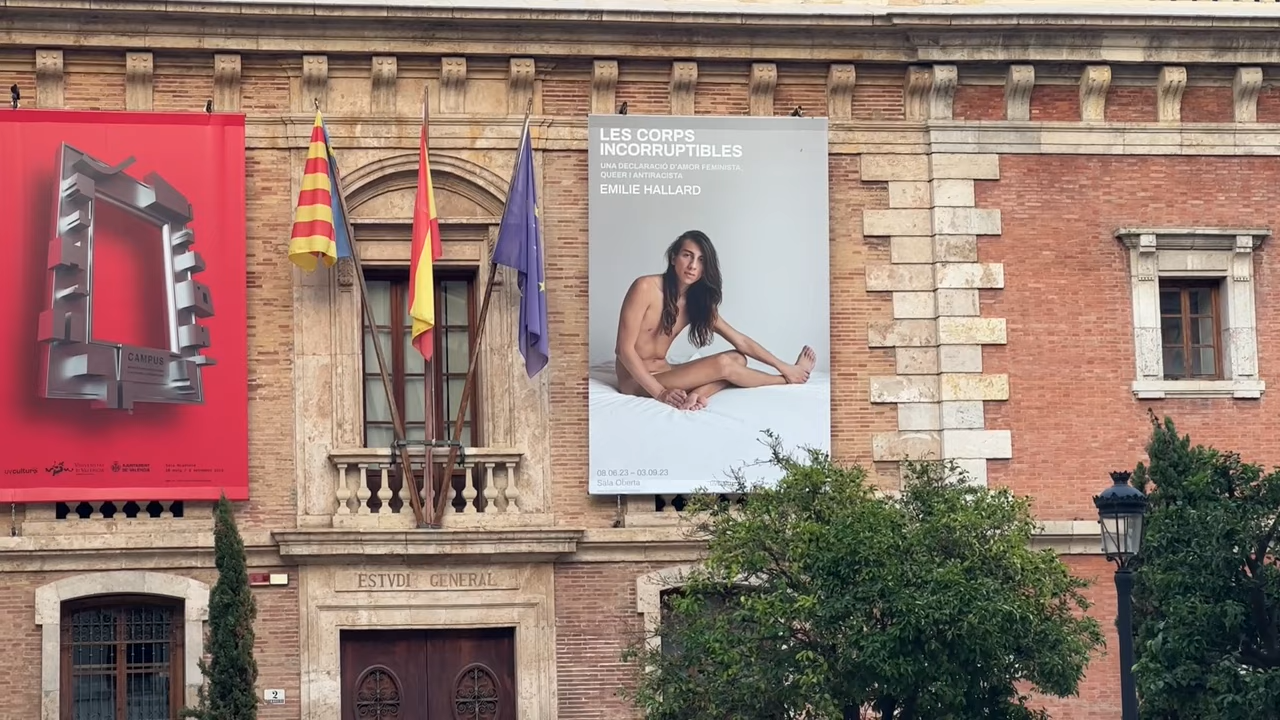 CAMPUS
LES CORPS
INCORRUPTIBLES
UNA DECLARACIÓ D'AMOR FEMINISTA,
QUEER I ANTIRACISTA
EMILIE HALLARD
08.06.23 – 03.09.23
Sala Oberta
ESTVDI GENERAL
2